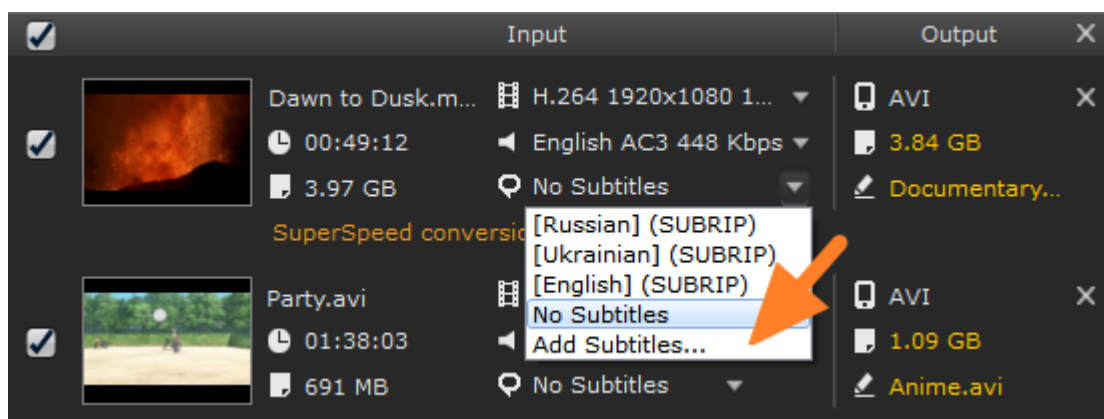 Input Output
Dawn to Dusk.m... H.264 1920x1080 1... AVI
00:49:12 English AC3 448 Kbps 3.84 GB
3.97 GB No Subtitles Documentary...
SuperSpeed conversio
[Russian] (SUBRIP)
[Ukrainian] (SUBRIP)
[English] (SUBRIP)
No Subtitles
Add Subtitles...
Party.avi AVI
01:38:03 1.09 GB
691 MB No Subtitles Anime.avi